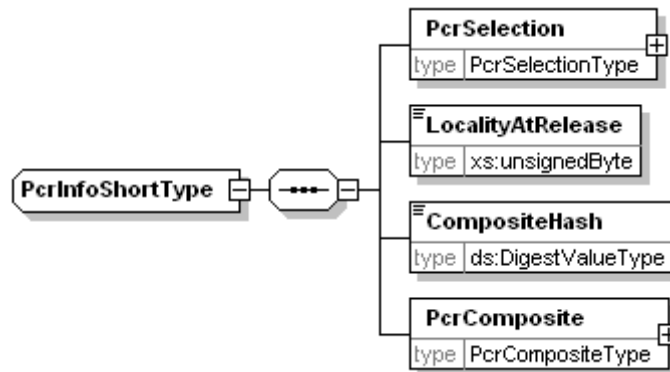 PcrSelection
type PcrSelectionType
LocalityAtRelease
type xs:unsignedByte
PcrInfoShortType
CompositeHash
type ds:DigestValueType
PcrComposite
type PcrCompositeType